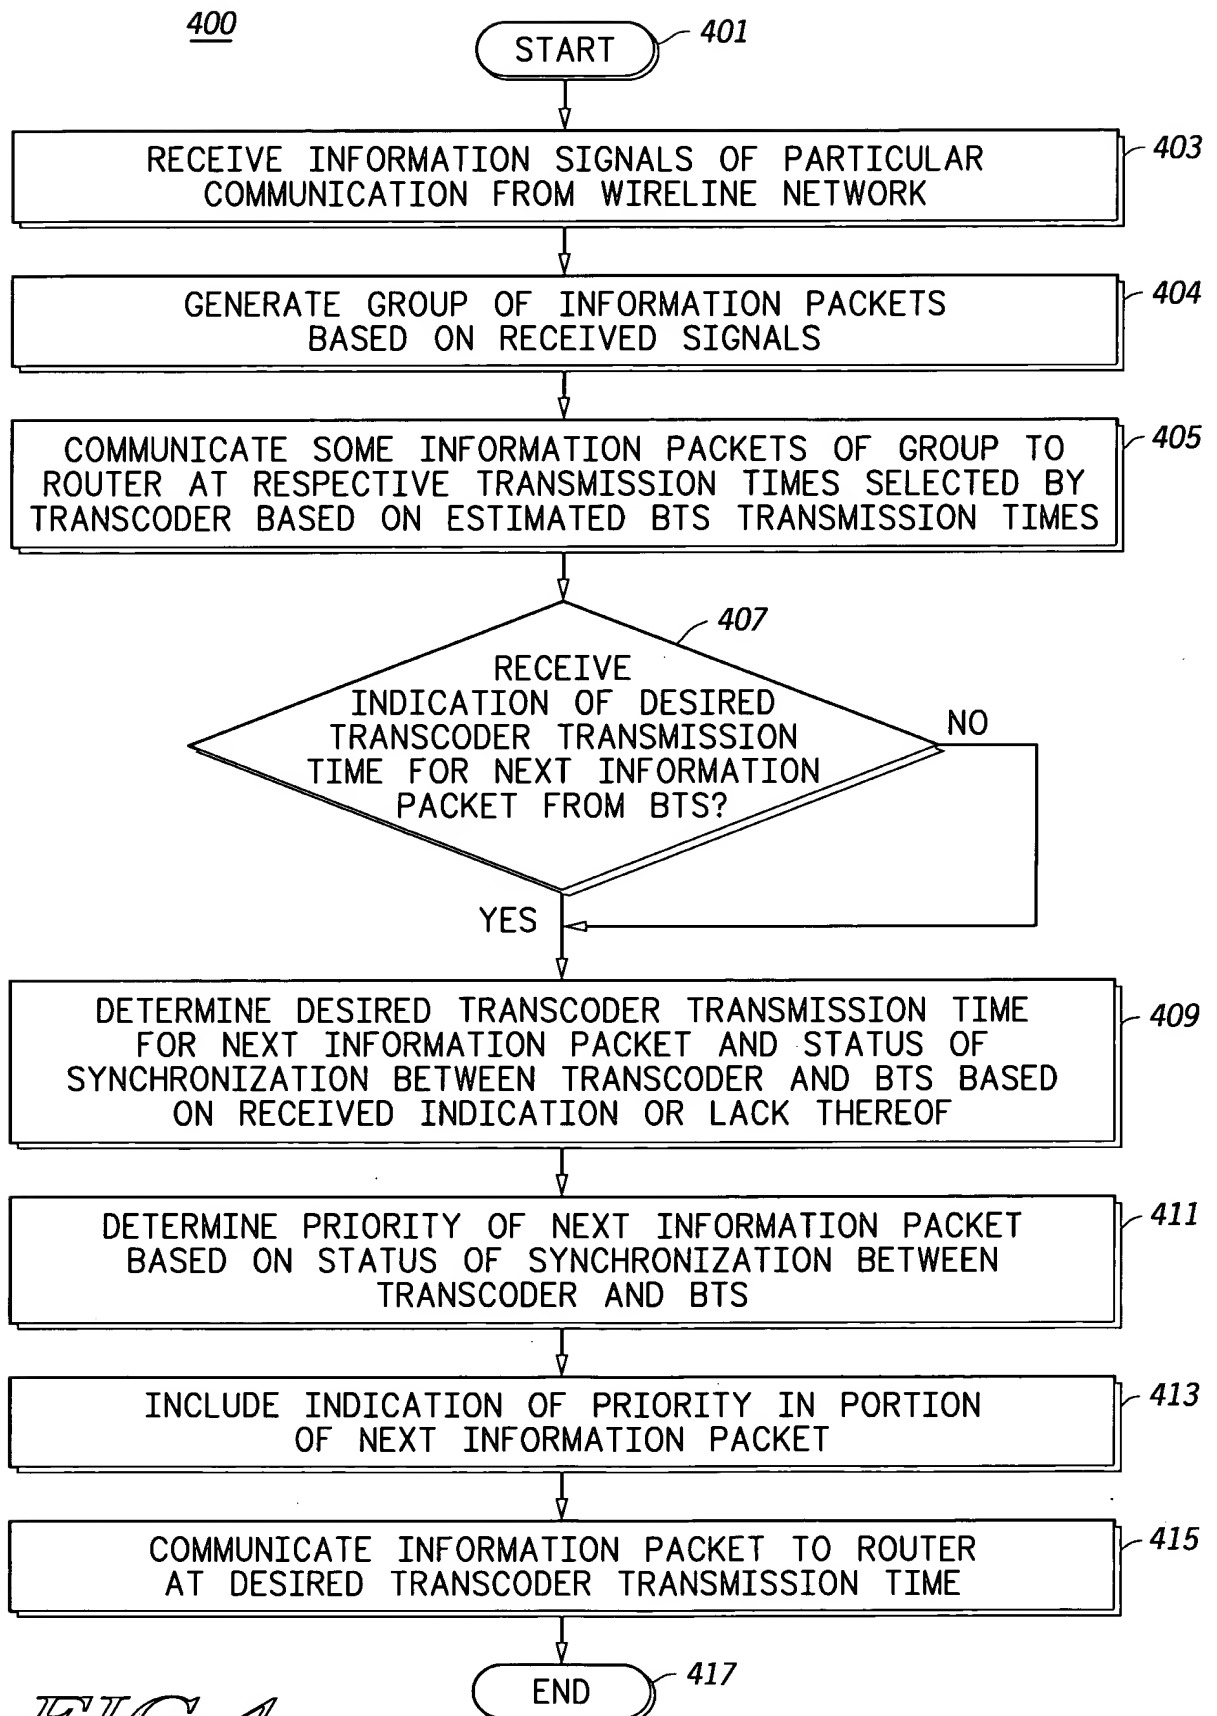 400
START
401
RECEIVE INFORMATION SIGNALS OF PARTICULAR
COMMUNICATION FROM WIRELINE NETWORK
403
GENERATE GROUP OF INFORMATION PACKETS
BASED ON RECEIVED SIGNALS
404
COMMUNICATE SOME INFORMATION PACKETS OF GROUP TO
ROUTER AT RESPECTIVE TRANSMISSION TIMES SELECTED BY
TRANSCODER BASED ON ESTIMATED BTS TRANSMISSION TIMES
405
407
RECEIVE
INDICATION OF DESIRED
TRANSCODER TRANSMISSION
TIME FOR NEXT INFORMATION
PACKET FROM BTS?
NO
YES
DETERMINE DESIRED TRANSCODER TRANSMISSION TIME
FOR NEXT INFORMATION PACKET AND STATUS OF
SYNCHRONIZATION BETWEEN TRANSCODER AND BTS BASED
ON RECEIVED INDICATION OR LACK THEREOF
409
DETERMINE PRIORITY OF NEXT INFORMATION PACKET
BASED ON STATUS OF SYNCHRONIZATION BETWEEN
TRANSCODER AND BTS
411
INCLUDE INDICATION OF PRIORITY IN PORTION
OF NEXT INFORMATION PACKET
413
COMMUNICATE INFORMATION PACKET TO ROUTER
AT DESIRED TRANSCODER TRANSMISSION TIME
415
END
417